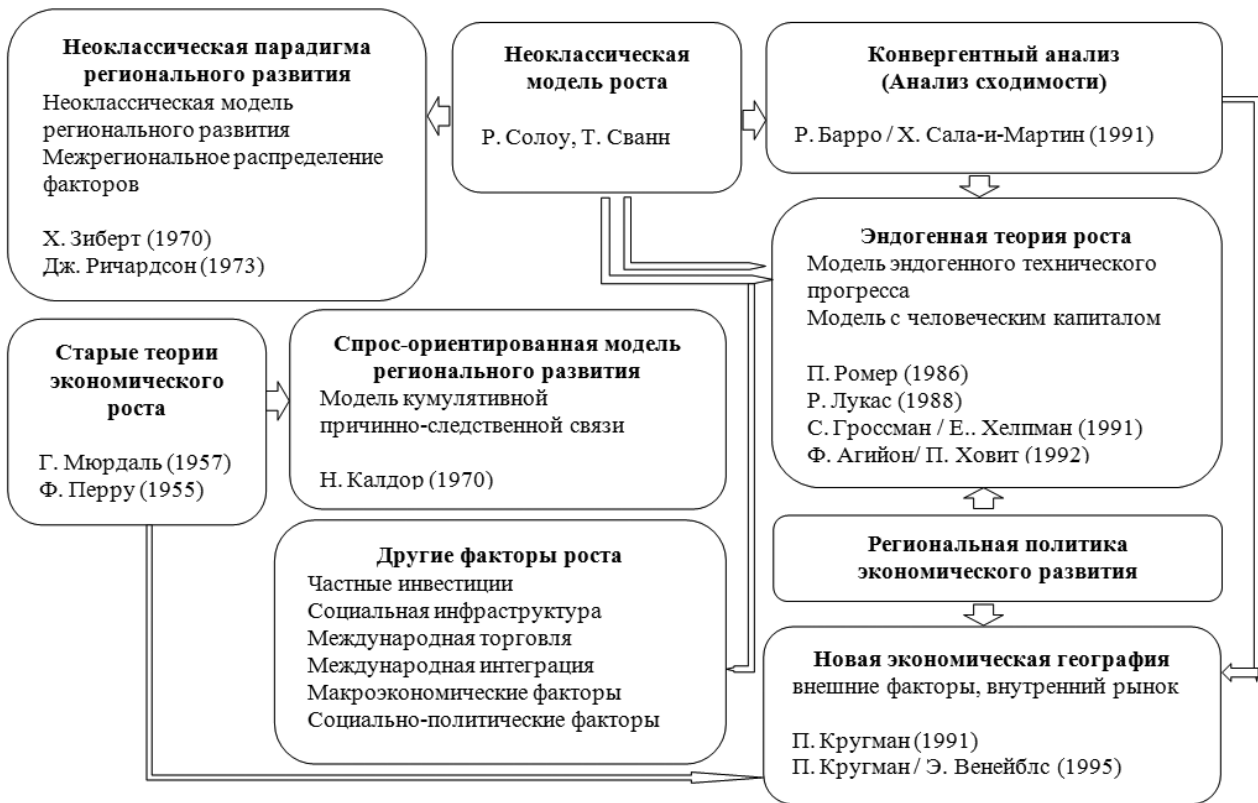 Неоклассическая парадигма
регионального развития
Неоклассическая модель
регионального развития
Межрегиональное распределение
факторов
Х. Зиберт (1970)
Дж. Ричардсон (1973)
Неоклассическая
модель роста
Р. Солоу, Т. Сванн
Конвергентный анализ
(Анализ сходимости)
Р. Барро / Х. Сала-и-Мартин (1991)
Эндогенная теория роста
Модель эндогенного технического
прогресса
Модель с человеческим капиталом
П. Ромер (1986)
Р. Лукас (1988)
С. Гроссман / Е.. Хелпман (1991)
Ф. Агийон/ П. Ховит (1992)
Старые теории
экономического
роста
Г. Мюрдаль (1957)
Ф. Перру (1955)
Спрос-ориентированная модель
регионального развития
Модель кумулятивной
причинно-следственной связи
Н. Калдор (1970)
Другие факторы роста
Частные инвестиции
Социальная инфраструктура
Международная торговля
Международная интеграция
Макроэкономические факторы
Социально-политические факторы
Региональная политика
экономического развития
Новая экономическая география
внешние факторы, внутренний рынок
П. Кругман (1991)
П. Кругман / Э. Венейблс (1995)